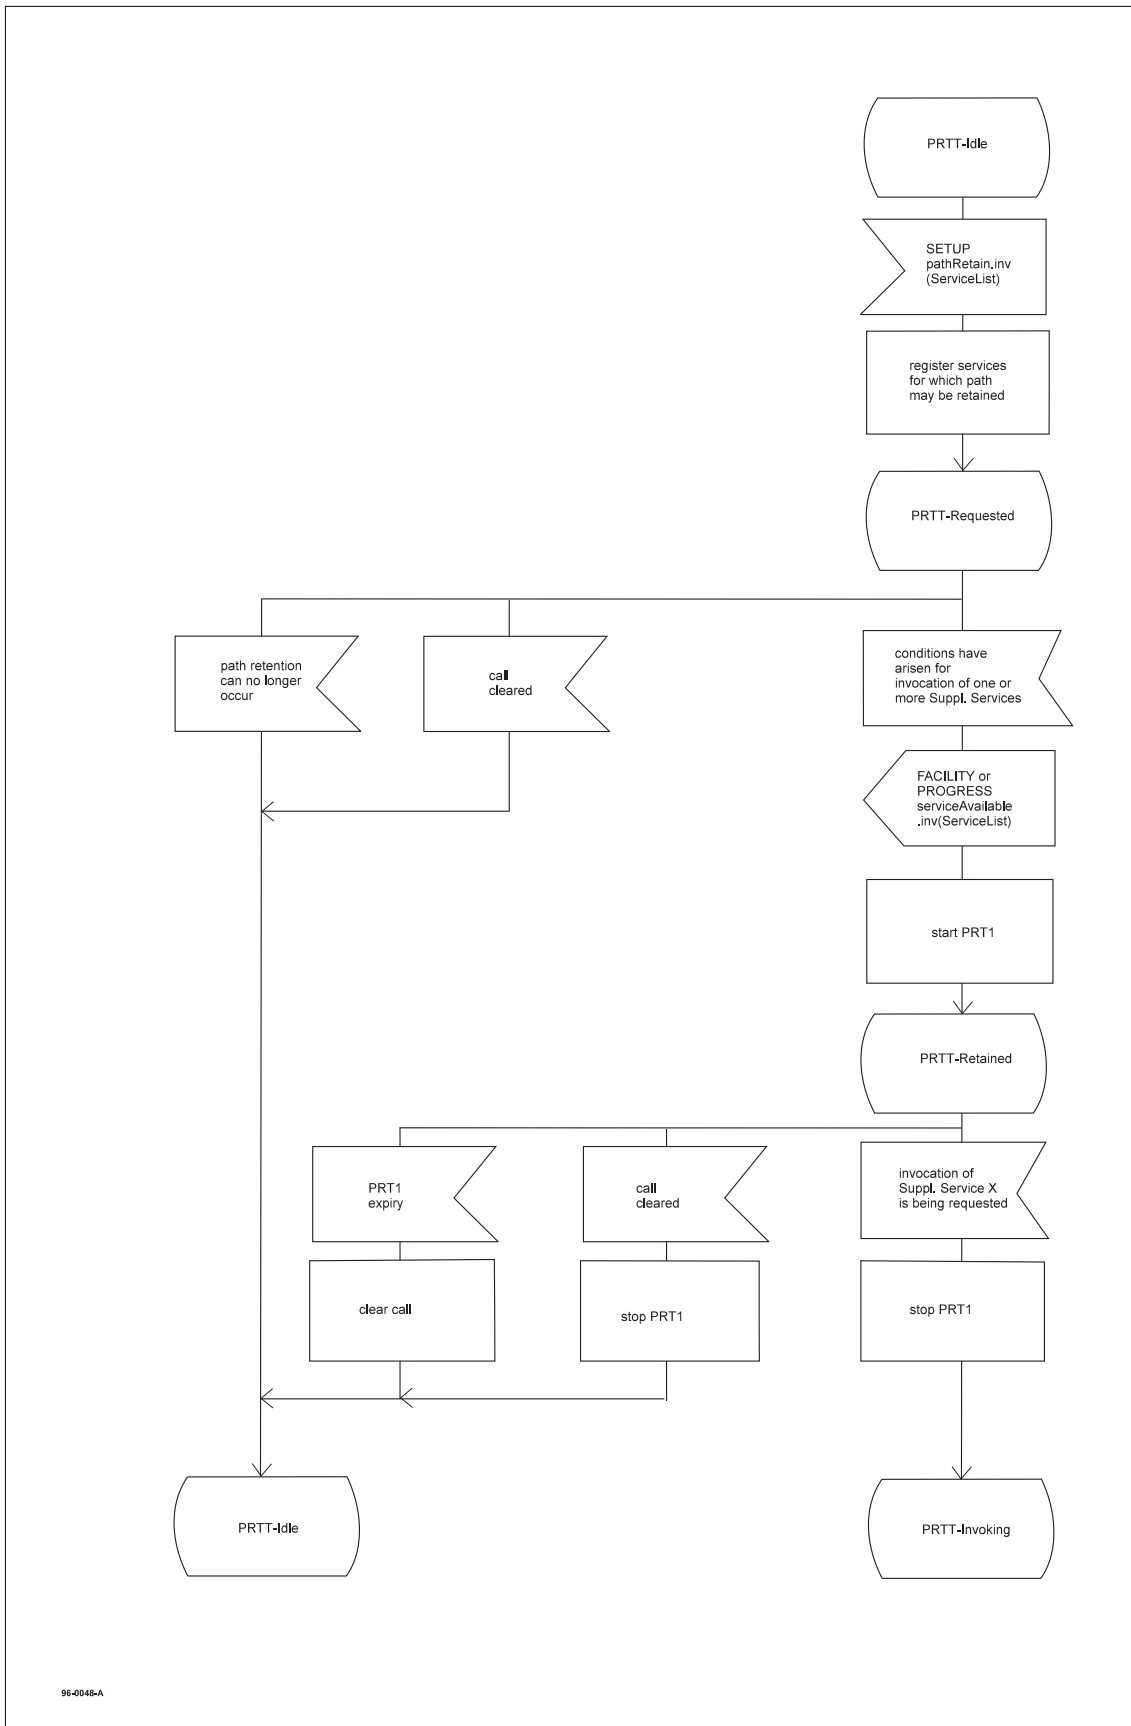 PRTT-Idle
SETUP
pathRetain.inv
(ServiceList)
register services
for which path
may be retained
PRTT-Requested
path retention
can no longer
occur
call
cleared
conditions have
arisen for
invocation of one or
more Suppl. Services
FACILITY or
PROGRESS
serviceAvailable
.inv(ServiceList)
start PRT1
PRTT-Retained
PRT1
expiry
call
cleared
invocation of
Suppl. Service X
is being requested
clear call
stop PRT1
stop PRT1
PRTT-Idle
PRTT-Invoking
96-0048-A